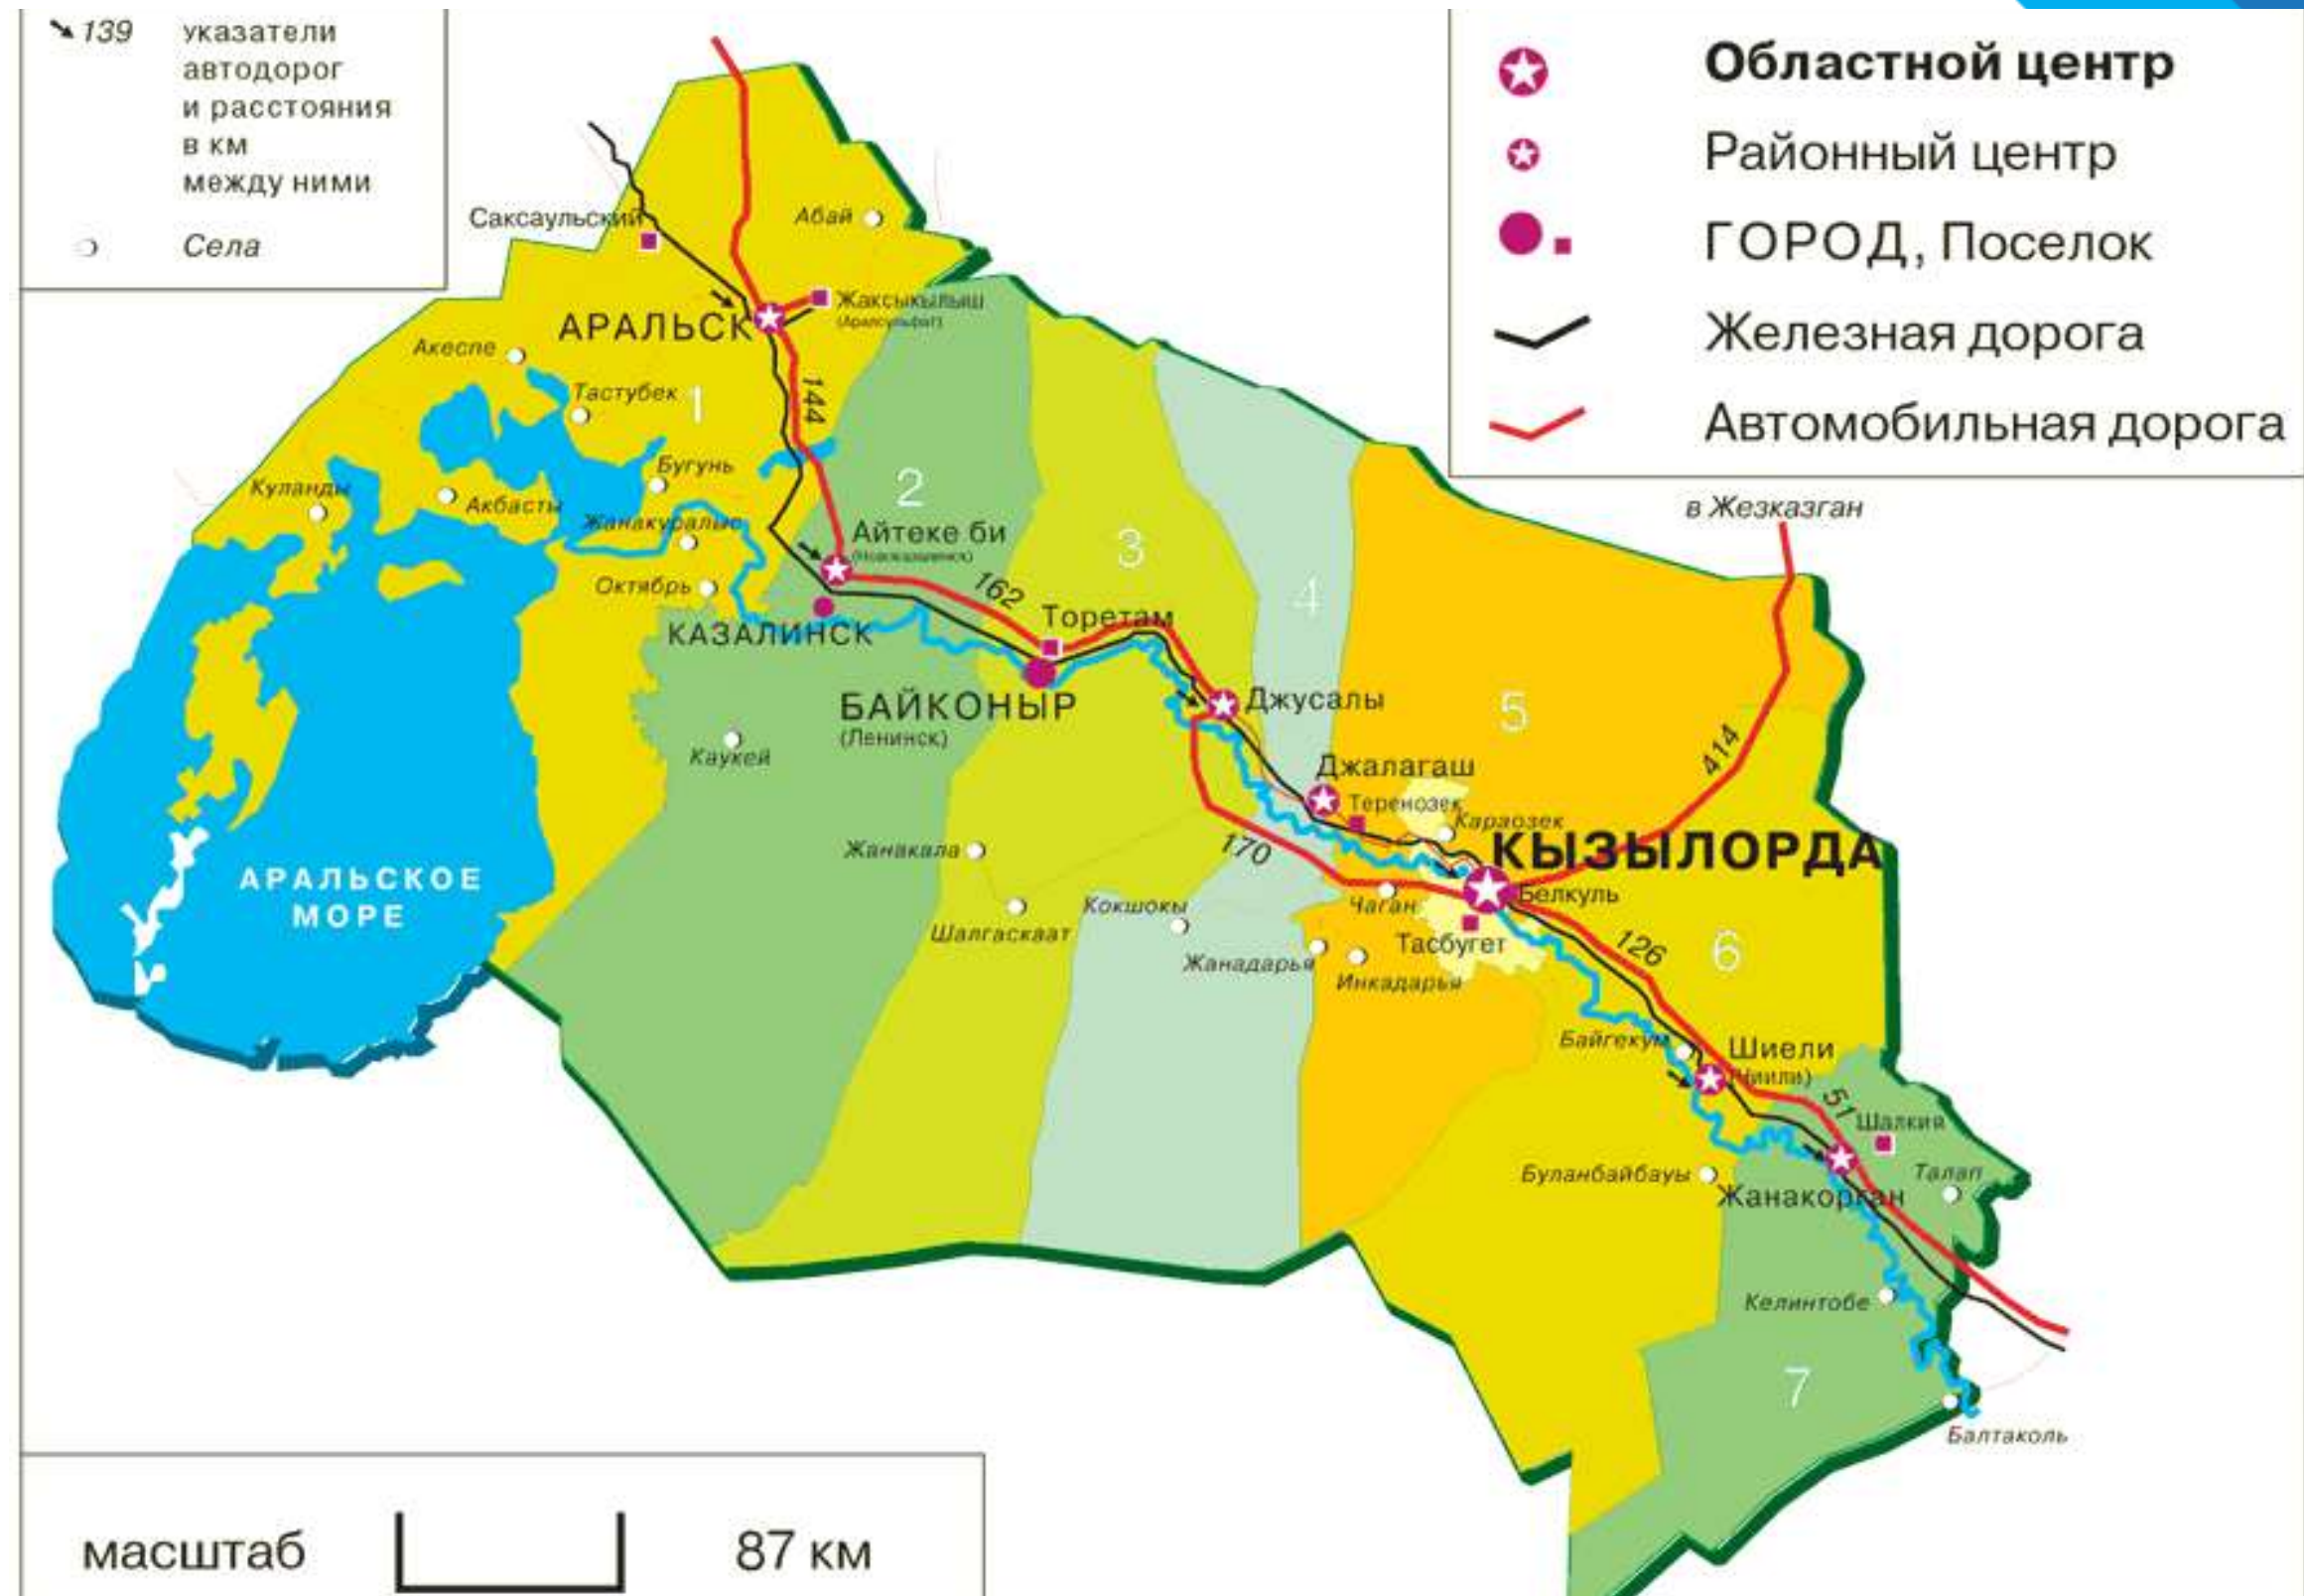 139 указатели
автодорог
и расстояния
в км
между ними
Села
Областной центр
Районный центр
ГОРОД, Поселок
Железная дорога
Автомобильная дорога
в Жезказган
Саксаульский
Абай
АРАЛЬСК
Жаксыкылыш
(Аралсульфат)
Акеспе
Тастубек
1
144
Бугунь
Куланды
Акбасты
Жанакуралыс
2
Айтеке би
3
Октябрь
162
4
Торетам
КАЗАЛИНСК
БАЙКОНЫР
(Ленинск)
Джусалы
5
Каукей
414
Джалагаш
Теренозек
Караозек
КЫЗЫЛОРДА
Жанакала
170
АРАЛЬСКОЕ
МОРЕ
Белкуль
Чаган
Кокшокы
Шалгаскаат
Тасбугет
126
6
Жанадарья
Инкадарья
Байгекум
Шиели
(Чиили)
51
Шалкия
Буланбайбауы
Талап
Жанакорган
Келинтобе
7
Балтаколь
масштаб 87 км